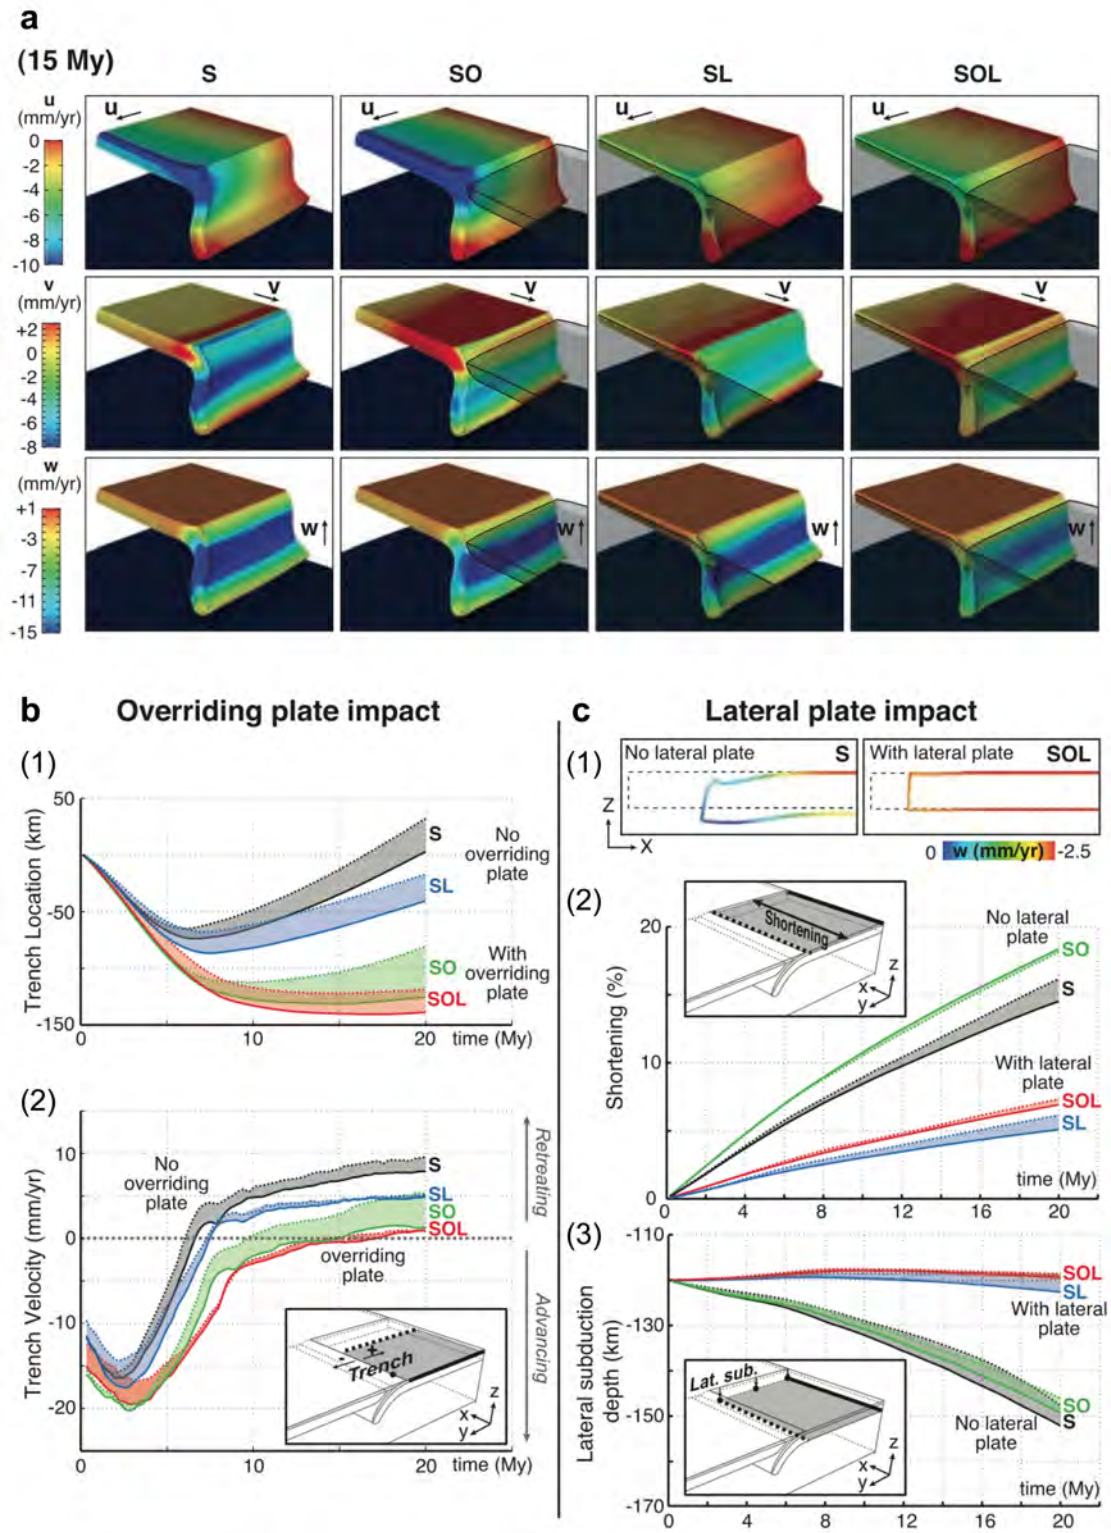 a
(15 My)
S SO SL SOL
u
(mm/yr)
0
-2
-4
-6
-8
-10
u u u u
v
(mm/yr)
+2
0
-2
-4
-6
-8
v v v v
w
(mm/yr)
+1
-3
-7
-11
-15
w w w w
b Overriding plate impact
(1)
50
0
-50
-100
-150
Trench Location (km)
0 10 20 time (My)
S
No
overriding
plate
SL
With
overriding
plate
SO
SOL
(2)
10
0
-10
-20
Trench Velocity (mm/yr)
0 10 20 time (My)
No
overriding
plate
S
SL
SO
SOL
overriding
plate
Retreating
Advancing
- +
Trench
z
x
y
c Lateral plate impact
(1)
No lateral plate S
With lateral plate SOL
Z
X
0 w (mm/yr) -2.5
(2)
20
10
0
Shortening (%)
Shortening
z
x
y
No lateral
plate
SO
S
With lateral
plate
SOL
SL
time (My)
0 4 8 12 16 20
(3)
-110
-130
-150
-170
Lateral subduction
depth (km)
SOL
SL
With lateral
plate
Lat. sub.
z
x
y
SO
S
No lateral
plate
time (My)
0 4 8 12 16 20